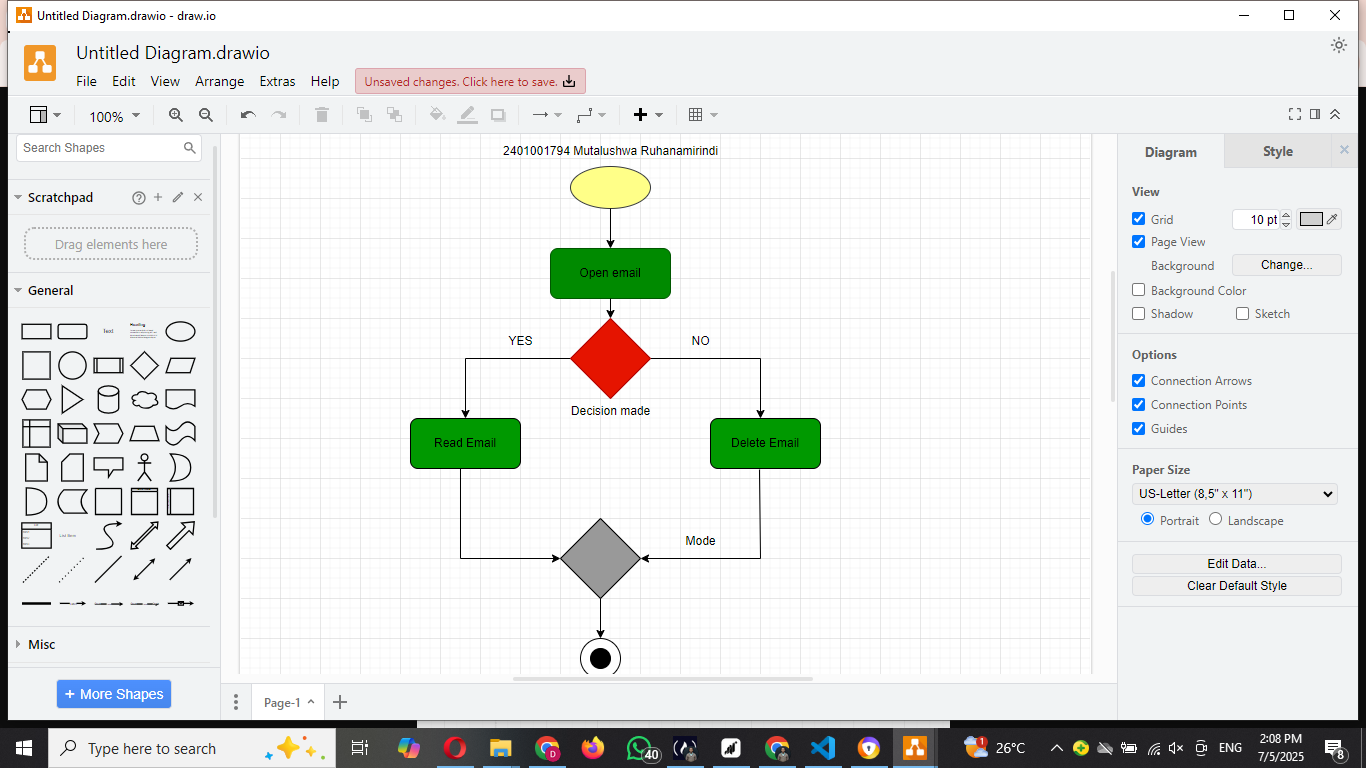 Untitled Diagram.drawio - draw.io
Untitled Diagram.drawio
File Edit View Arrange Extras Help Unsaved changes. Click here to save.
100%
Search Shapes
Scratchpad
Drag elements here
General
Text
Heading
List Item
Misc
+ More Shapes
2401001794 Mutalushwa Ruhanamirindi
Open email
YES NO
Decision made
Read Email Delete Email
Mode
Page-1
Diagram Style
View
Grid 10 pt
Page View
Background Change...
Background Color
Shadow Sketch
Options
Connection Arrows
Connection Points
Guides
Paper Size
US-Letter (8,5" x 11")
Portrait Landscape
Edit Data...
Clear Default Style
Type here to search
40
1
26°C
ENG
2:08 PM
7/5/2025
8